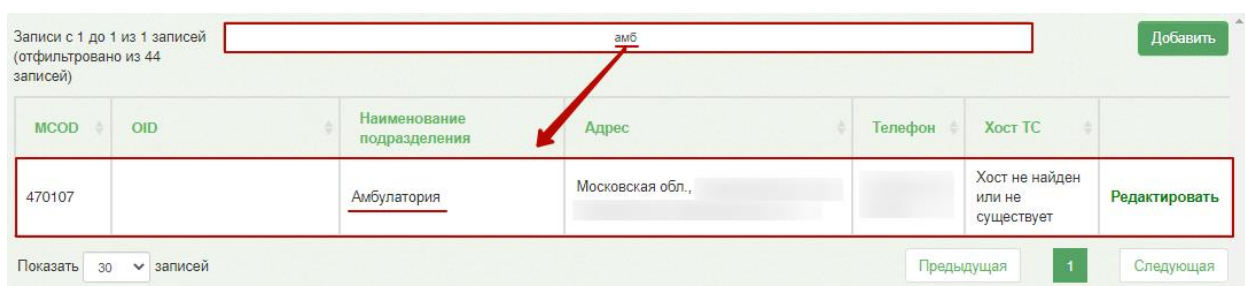 Записи с 1 до 1 из 1 записей
(отфильтровано из 44
записей)
амб
Добавить
MCOD
OID
Наименование
подразделения
Адрес
Телефон
Хост ТС
470107
Амбулатория
Московская обл.,
Хост не найден
или не
существует
Редактировать
Показать 30 записей
Предыдущая
1
Следующая